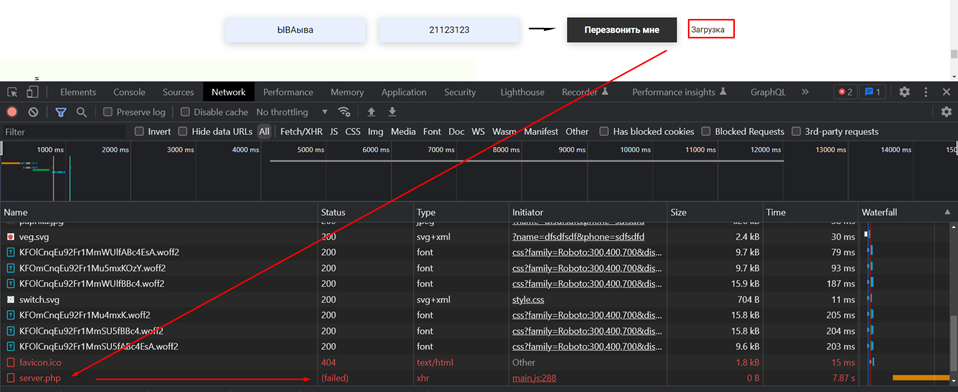 ЫВАыва 21123123 Перезвонить мне Загрузка
Elements Console Sources Network Performance Memory Application Security Lighthouse Recorder Performance insights GraphQL » 2 1
Preserve log Disable cache No throttling
Filter Invert Hide data URLs All Fetch/XHR JS CSS Img Media Font Doc WS Wasm Manifest Other Has blocked cookies Blocked Requests 3rd-party requests
1000 ms 2000 ms 3000 ms 4000 ms 5000 ms 6000 ms 7000 ms 8000 ms 9000 ms 10000 ms 11000 ms 12000 ms 13000 ms 14000 ms
Name Status Type Initiator Size Time Waterfall
veg.svg 200 svg+xml ?name=dfsdfsdf&phone=sdfsdfd 2.4 kB 30 ms
KFOlCnqEu92Fr1MmWUlfABc4EsA.woff2 200 font css?family=Roboto:300,400,700&dis... 9.7 kB 79 ms
KFOmCnqEu92Fr1Mu5mxKOzY.woff2 200 font css?family=Roboto:300,400,700&dis... 9.7 kB 93 ms
KFOlCnqEu92Fr1MmWUlfBBc4.woff2 200 font css?family=Roboto:300,400,700&dis... 15.9 kB 187 ms
switch.svg 200 svg+xml style.css 704 B 11 ms
KFOmCnqEu92Fr1Mu4mxK.woff2 200 font css?family=Roboto:300,400,700&dis... 15.8 kB 205 ms
KFOlCnqEu92Fr1MmSU5fBBc4.woff2 200 font css?family=Roboto:300,400,700&dis... 15.8 kB 204 ms
KFOlCnqEu92Fr1MmSU5fABc4EsA.woff2 200 font css?family=Roboto:300,400,700&dis... 9.6 kB 203 ms
favicon.ico 404 text/html Other 1.8 kB 15 ms
server.php (failed) xhr main.js:288 0 B 7.87 s